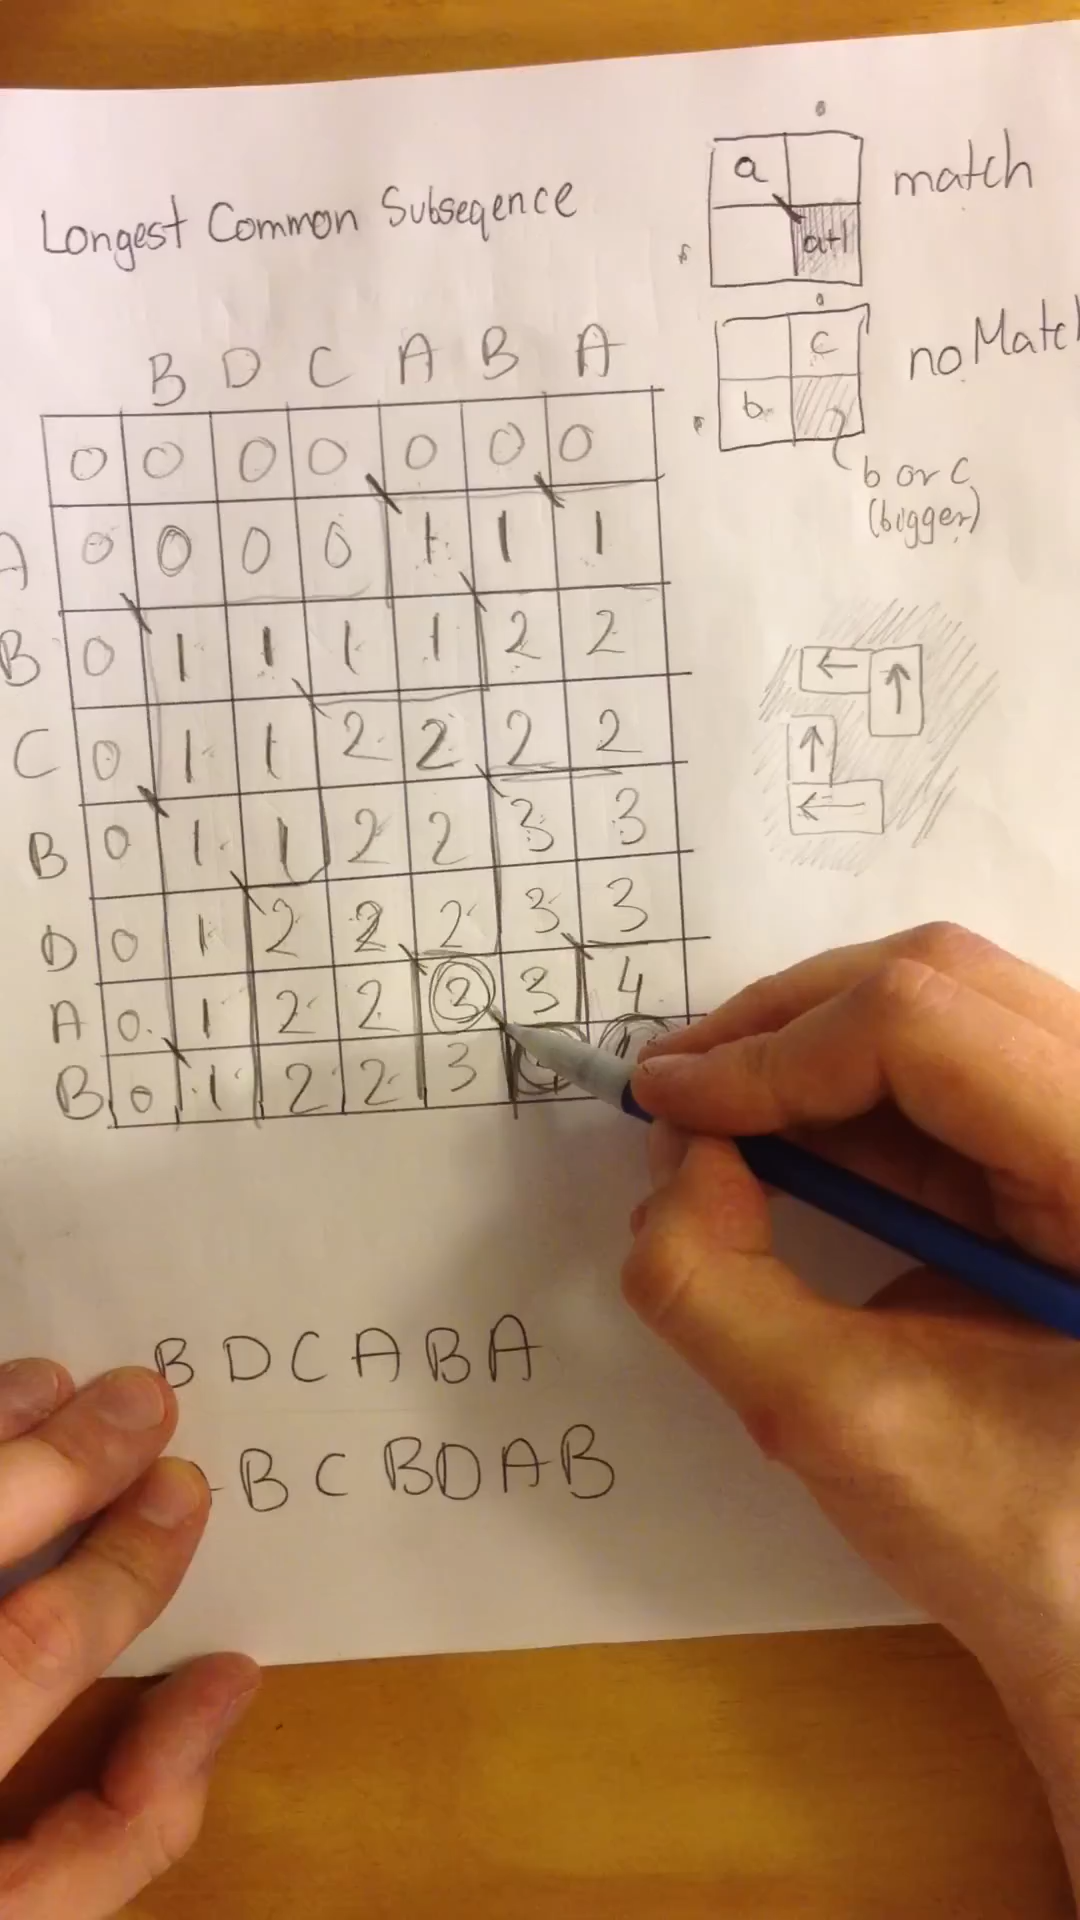 Longest Common Subseqence
B D C A B A
0 0 0 0 0 0 0
A 0 0 0 0 1 1 1
B 0 1 1 1 1 2 2
C 0 1 1 2 2 2 2
B 0 1 1 2 2 3 3
D 0 1 2 2 2 3 3
A 0 1 2 2 3 3 4
B 0 1 2 2 3 4
a
a+1
match
c
b
noMatch
b or c
(bigger)
B D C A B A
B C B D A B